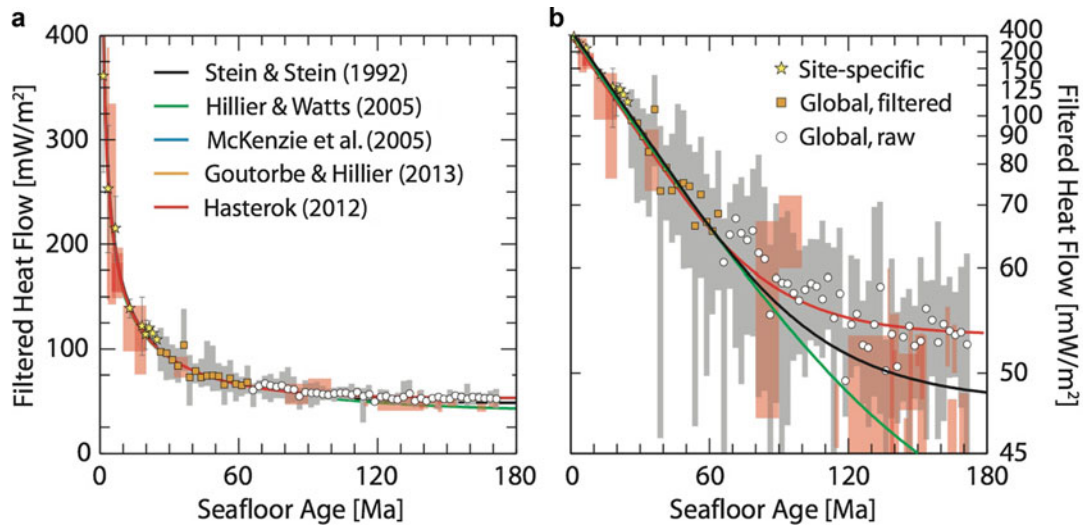 a
Filtered Heat Flow [mW/m²]
400
300
200
100
0
Stein & Stein (1992)
Hillier & Watts (2005)
McKenzie et al. (2005)
Goutorbe & Hillier (2013)
Hasterok (2012)
0 60 120 180
Seafloor Age [Ma]
b
Site-specific
Global, filtered
Global, raw
400
200
150
125
100
90
80
70
60
50
45
Filtered Heat Flow [mW/m²]
0 60 120 180
Seafloor Age [Ma]